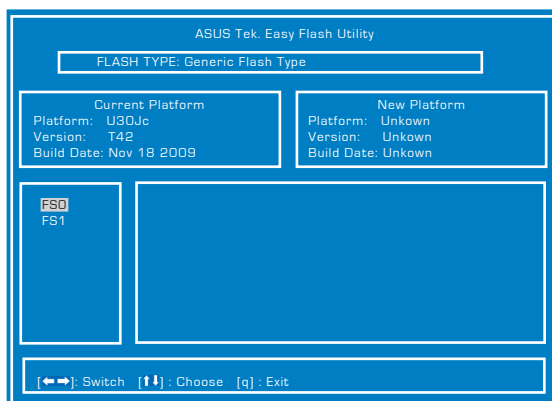 ASUS Tek. Easy Flash Utility
FLASH TYPE: Generic Flash Type
Current Platform
Platform: U30Jc
Version: T42
Build Date: Nov 18 2009
New Platform
Platform: Unkown
Version: Unkown
Build Date: Unkown
FS0
FS1
[←→]: Switch [↑↓] : Choose [q] : Exit